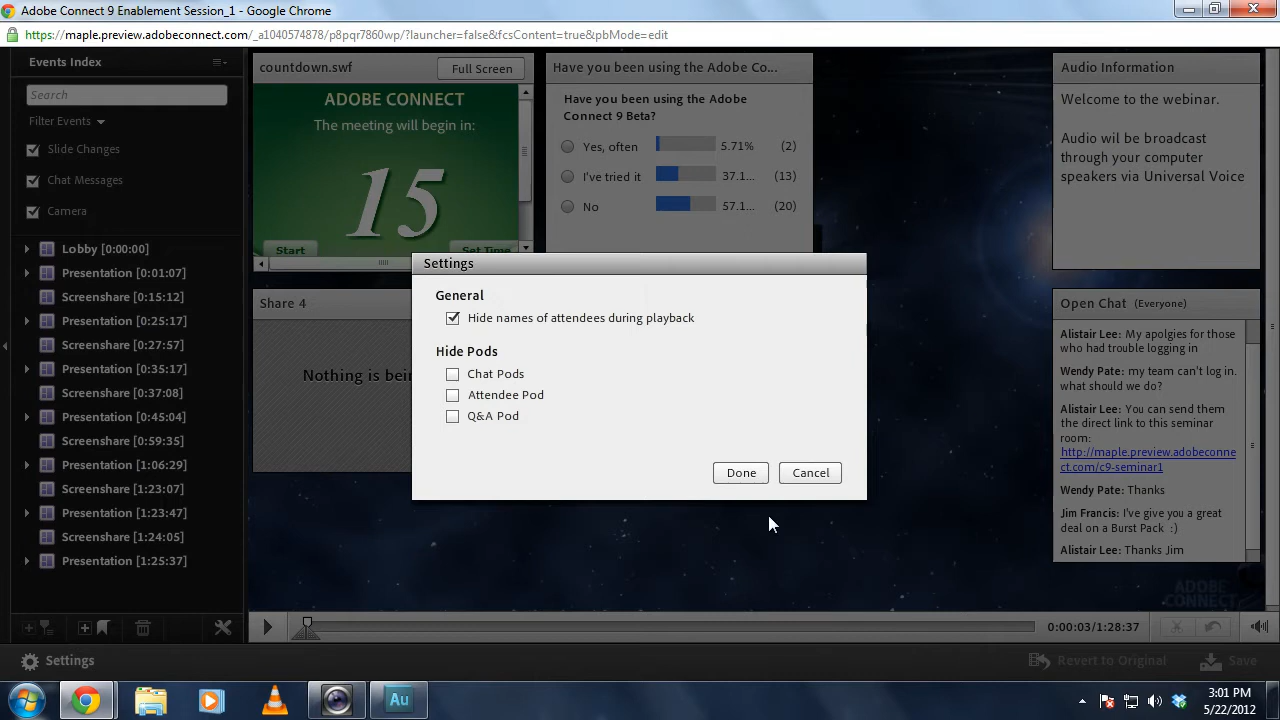 Adobe Connect 9 Enablement Session_1 - Google Chrome
https://maple.preview.adobeconnect.com/_a1040574878/p8pqr7860wp/?launcher=false&fcsContent=true&pbMode=edit
Events Index
Search
Filter Events
Slide Changes
Chat Messages
Camera
Lobby [0:00:00]
Presentation [0:01:07]
Screenshare [0:15:12]
Presentation [0:25:17]
Screenshare [0:27:57]
Presentation [0:35:17]
Screenshare [0:37:08]
Presentation [0:45:04]
Screenshare [0:59:35]
Presentation [1:06:29]
Screenshare [1:23:07]
Presentation [1:23:47]
Screenshare [1:24:05]
Presentation [1:25:37]
countdown.swf
Full Screen
ADOBE CONNECT
The meeting will begin in:
15
Start
Set Time
Have you been using the Adobe Co...
Have you been using the Adobe
Connect 9 Beta?
Yes, often 5.71% (2)
I've tried it 37.1... (13)
No 57.1... (20)
Share 4
Nothing is bein
Settings
General
Hide names of attendees during playback
Hide Pods
Chat Pods
Attendee Pod
Q&A Pod
Done
Cancel
Audio Information
Welcome to the webinar.
Audio wil be broadcast
through your computer
speakers via Universal Voice
Open Chat (Everyone)
Alistair Lee: My apolgies for those
who had trouble logging in
Wendy Pate: my team can't log in.
what should we do?
Alistair Lee: You can send them
the direct link to this seminar
room:
http://maple.preview.adobeconne
ct.com/c9-seminar1
Wendy Pate: Thanks
Jim Francis: I've give you a great
deal on a Burst Pack :)
Alistair Lee: Thanks Jim
ADOBE
CONNECT
0:00:03/1:28:37
Settings
Revert to Original
Save
Au
3:01 PM
5/22/2012